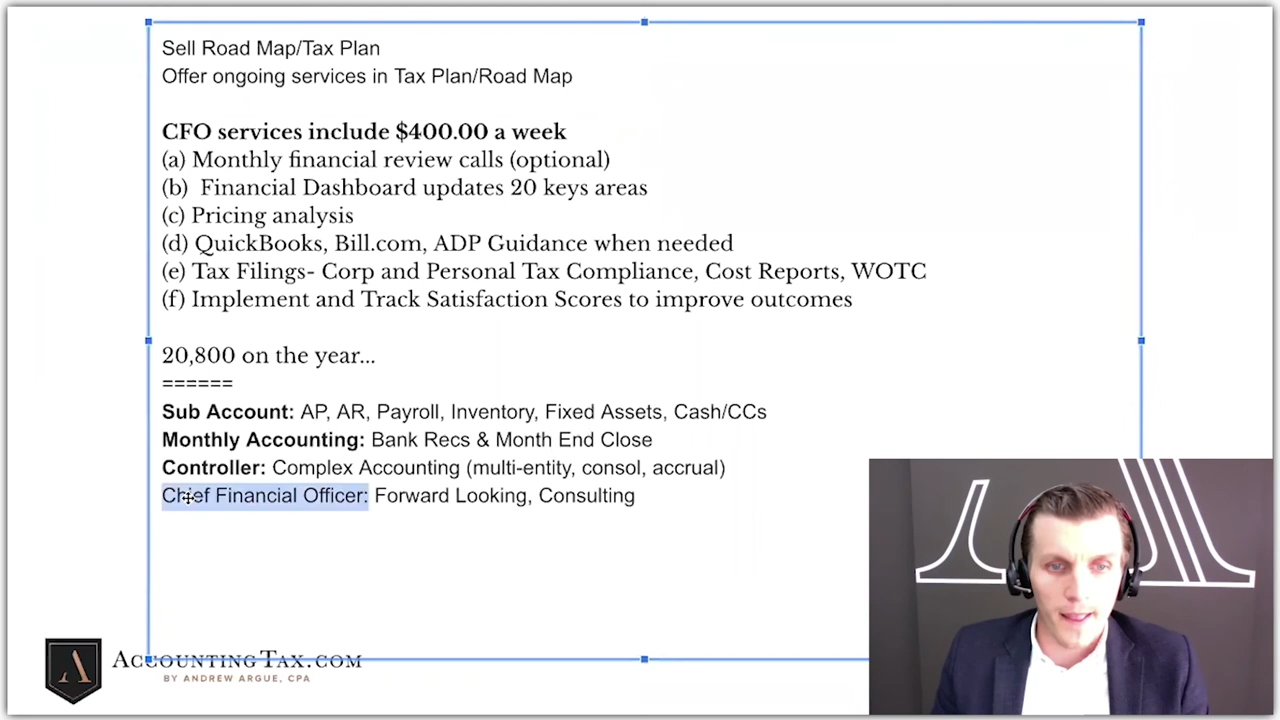 Sell Road Map/Tax Plan
Offer ongoing services in Tax Plan/Road Map
CFO services include $400.00 a week
(a) Monthly financial review calls (optional)
(b) Financial Dashboard updates 20 keys areas
(c) Pricing analysis
(d) QuickBooks, Bill.com, ADP Guidance when needed
(e) Tax Filings- Corp and Personal Tax Compliance, Cost Reports, WOTC
(f) Implement and Track Satisfaction Scores to improve outcomes
20,800 on the year...
======
Sub Account: AP, AR, Payroll, Inventory, Fixed Assets, Cash/CCs
Monthly Accounting: Bank Recs & Month End Close
Controller: Complex Accounting (multi-entity, consol, accrual)
Chief Financial Officer: Forward Looking, Consulting
A
ACCOUNTINGTAX.COM
BY ANDREW ARGUE, CPA